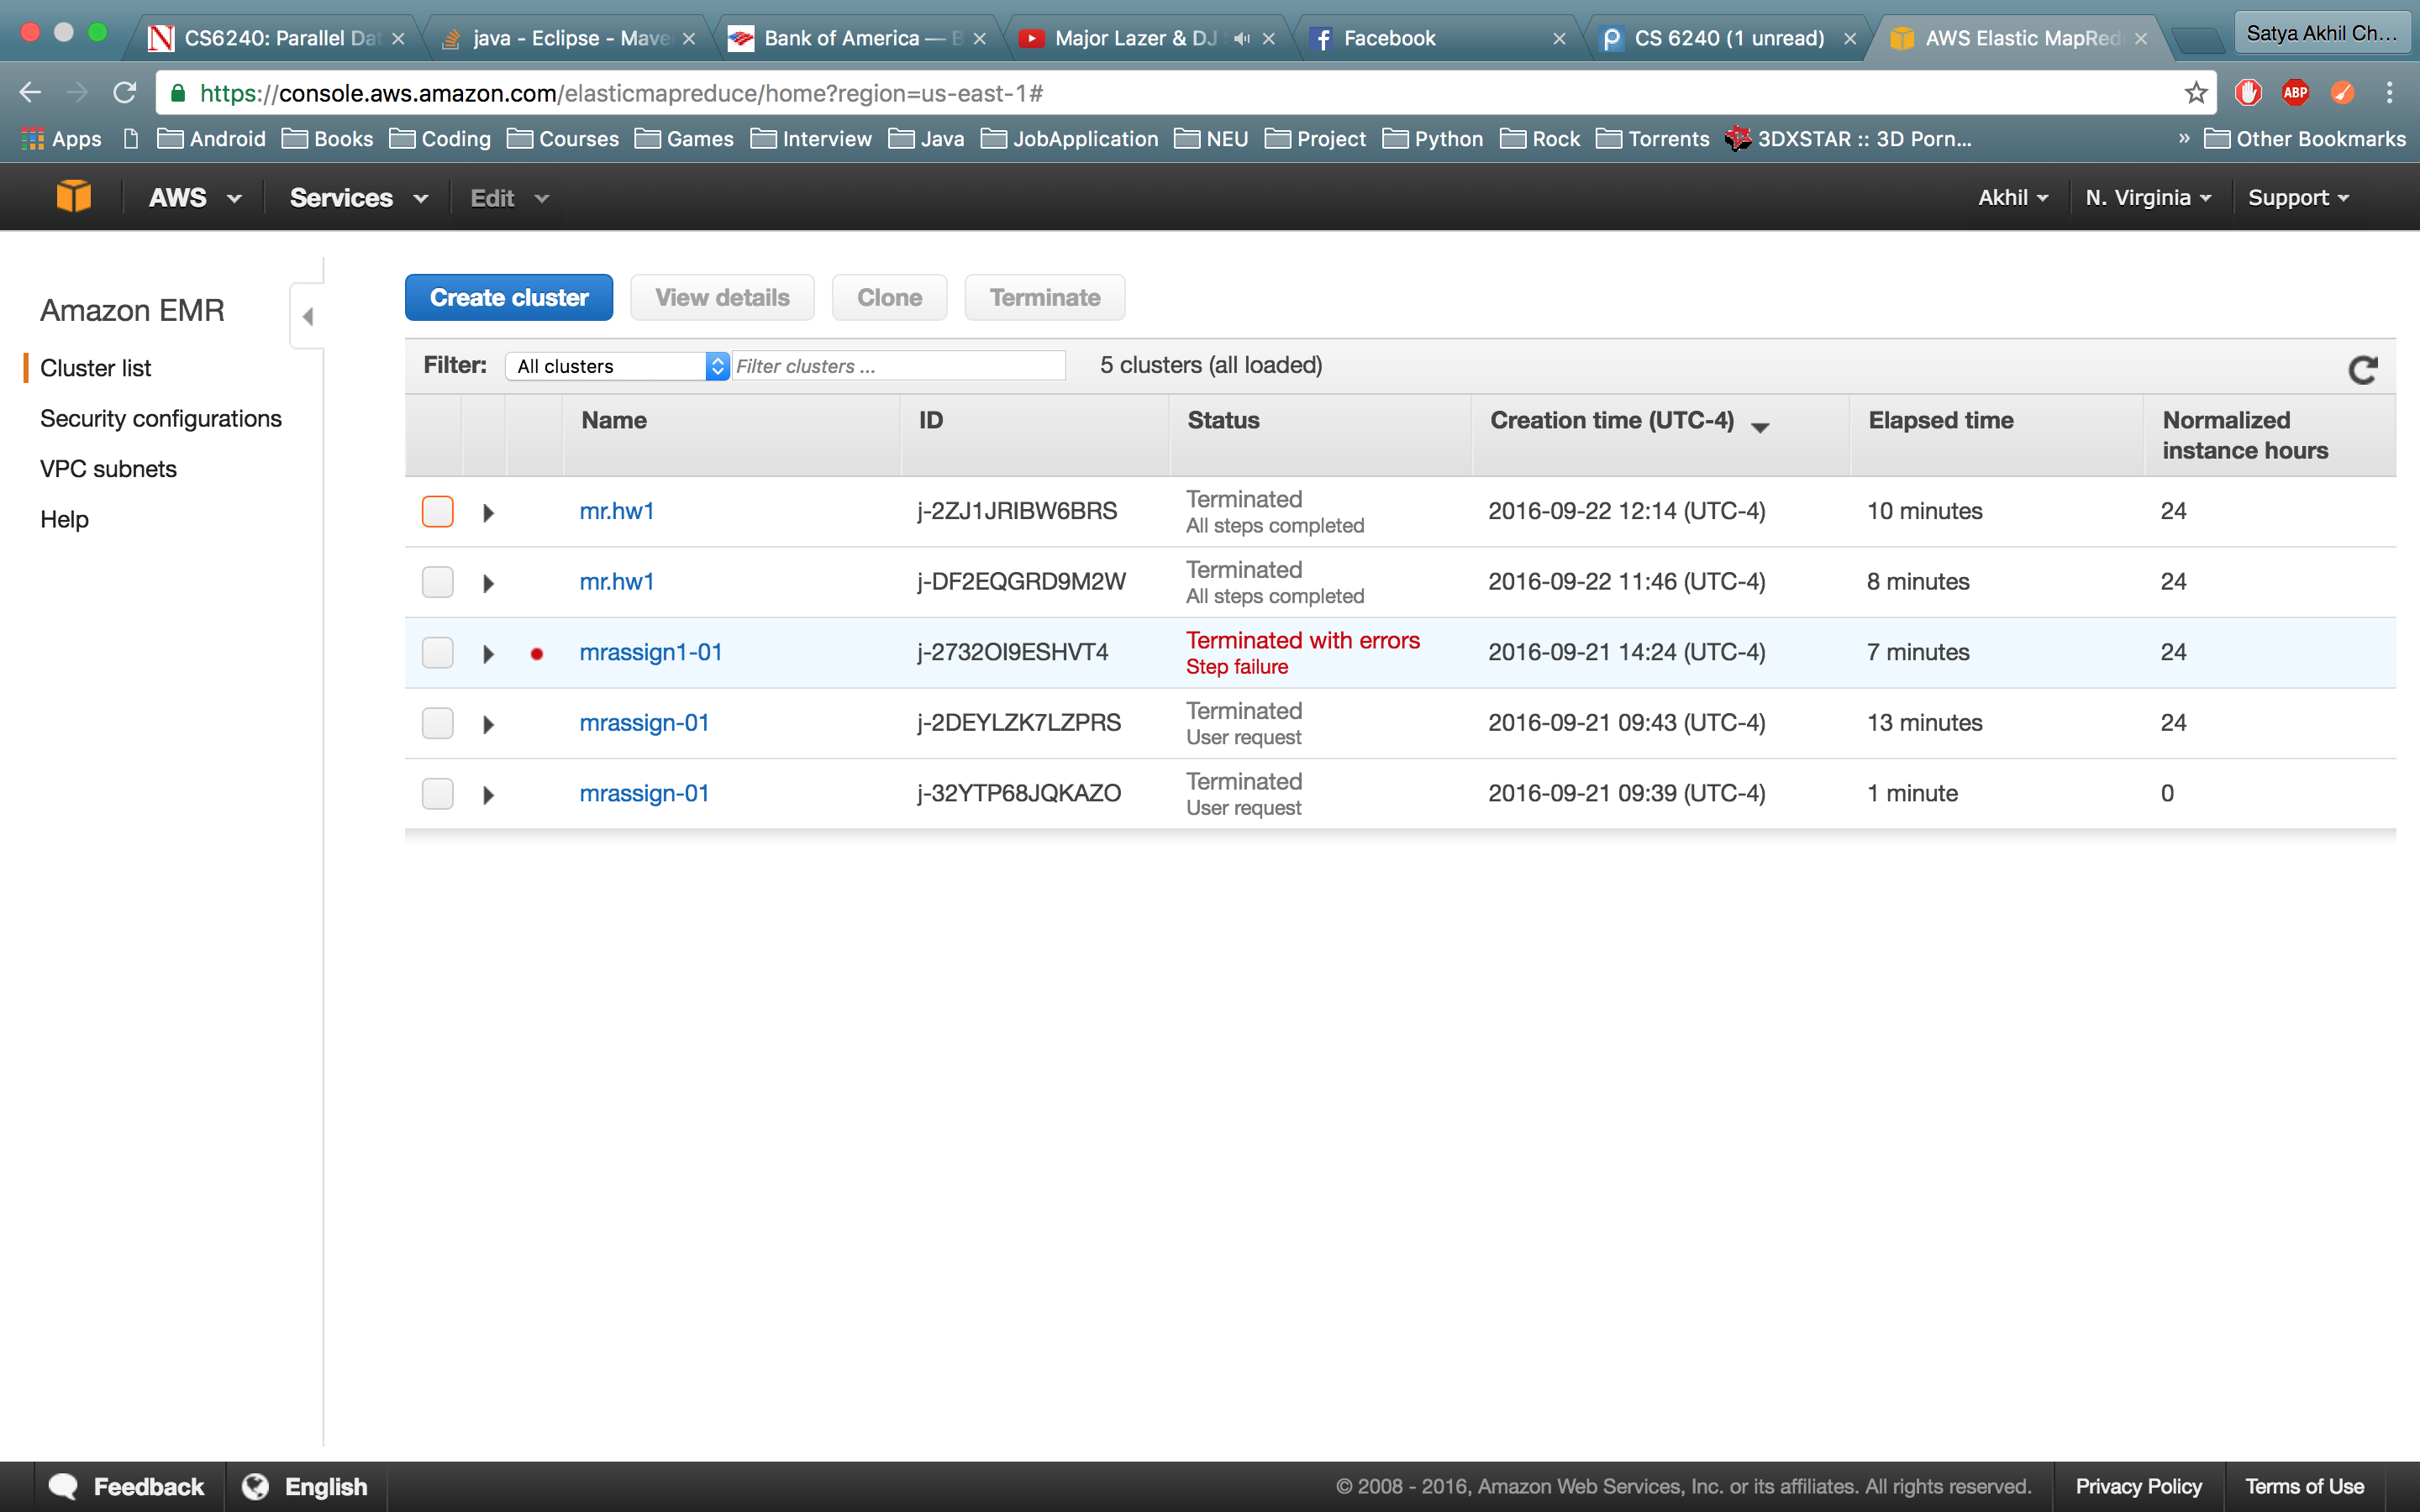 CS6240: Parallel Dat
java - Eclipse - Mave
Bank of America — B
Major Lazer & DJ
Facebook
CS 6240 (1 unread)
AWS Elastic MapRed
Satya Akhil Ch...
https://console.aws.amazon.com/elasticmapreduce/home?region=us-east-1#
ABP
Apps Android Books Coding Courses Games Interview Java JobApplication NEU Project Python Rock Torrents 3DXSTAR :: 3D Porn... » Other Bookmarks
AWS Services Edit Akhil N. Virginia Support
Amazon EMR
Cluster list
Security configurations
VPC subnets
Help
Create cluster View details Clone Terminate
Filter: All clusters Filter clusters ... 5 clusters (all loaded)
Name ID Status Creation time (UTC-4) Elapsed time Normalized
instance hours
mr.hw1 j-2ZJ1JRIBW6BRS Terminated 2016-09-22 12:14 (UTC-4) 10 minutes 24
All steps completed
mr.hw1 j-DF2EQGRD9M2W Terminated 2016-09-22 11:46 (UTC-4) 8 minutes 24
All steps completed
mrassign1-01 j-2732OI9ESHVT4 Terminated with errors 2016-09-21 14:24 (UTC-4) 7 minutes 24
Step failure
mrassign-01 j-2DEYLZK7LZPRS Terminated 2016-09-21 09:43 (UTC-4) 13 minutes 24
User request
mrassign-01 j-32YTP68JQKAZO Terminated 2016-09-21 09:39 (UTC-4) 1 minute 0
User request
Feedback English © 2008 - 2016, Amazon Web Services, Inc. or its affiliates. All rights reserved. Privacy Policy Terms of Use